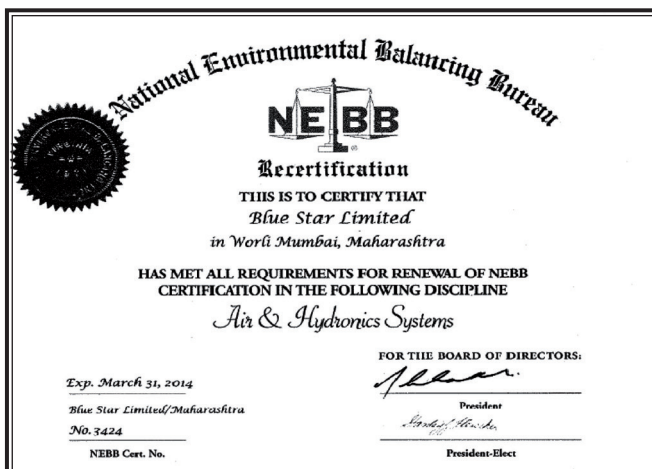 National Environmental Balancing Bureau
NEBB
®
Recertification
THIS IS TO CERTIFY THAT
Blue Star Limited
in Worli Mumbai, Maharashtra
HAS MET ALL REQUIREMENTS FOR RENEWAL OF NEBB
CERTIFICATION IN THE FOLLOWING DISCIPLINE
Air & Hydronics Systems
FOR THE BOARD OF DIRECTORS:
Exp. March 31, 2014
President
Blue Star Limited/Maharashtra
No. 3424
NEBB Cert. No.
President-Elect